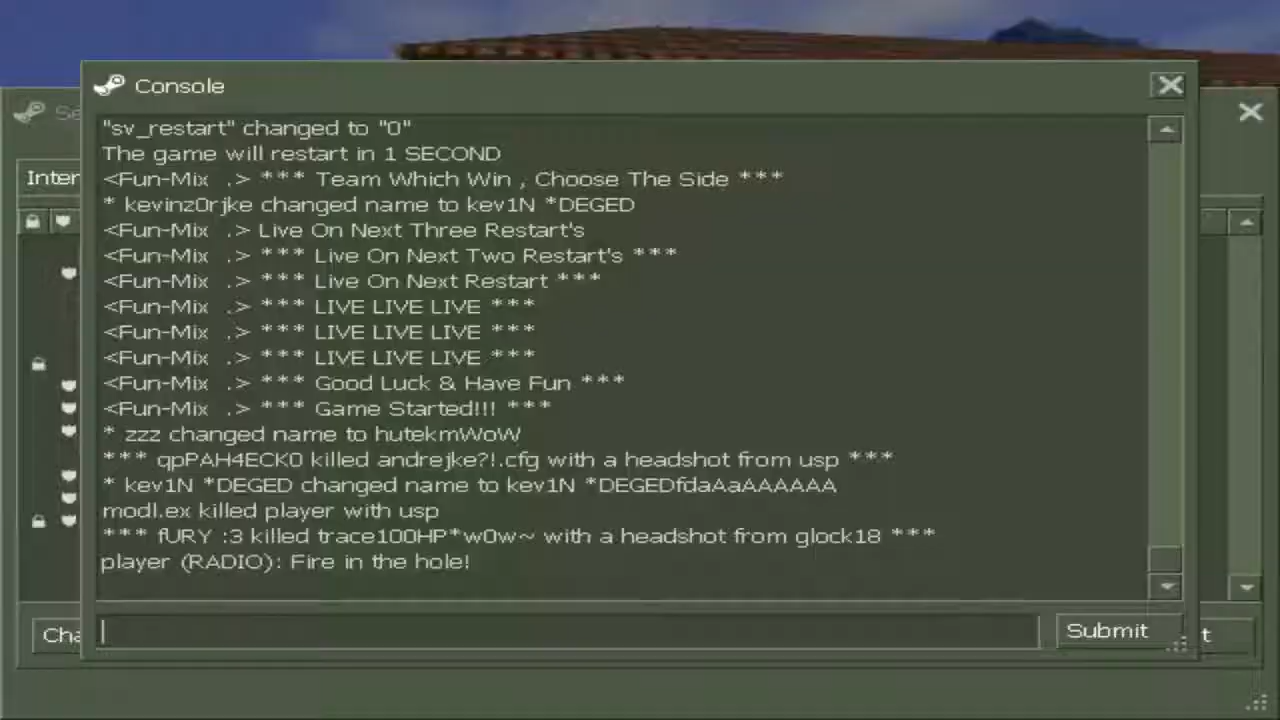 Console
Se
Inter
"sv_restart" changed to "0"
The game will restart in 1 SECOND
<Fun-Mix .> *** Team Which Win , Choose The Side ***
* kevinz0rjke changed name to kev1N *DEGED
<Fun-Mix .> Live On Next Three Restart's
<Fun-Mix .> *** Live On Next Two Restart's ***
<Fun-Mix .> *** Live On Next Restart ***
<Fun-Mix .> *** LIVE LIVE LIVE ***
<Fun-Mix .> *** LIVE LIVE LIVE ***
<Fun-Mix .> *** LIVE LIVE LIVE ***
<Fun-Mix .> *** Good Luck & Have Fun ***
<Fun-Mix .> *** Game Started!!! ***
* zzz changed name to hutekmWoW
*** qpPAH4ECK0 killed andrejke?!.cfg with a headshot from usp ***
* kev1N *DEGED changed name to kev1N *DEGEDfdaAaAAAAAA
modl.ex killed player with usp
*** fURY :3 killed trace100HP*w0w~ with a headshot from glock18 ***
player (RADIO): Fire in the hole!
Cha
Submit
t